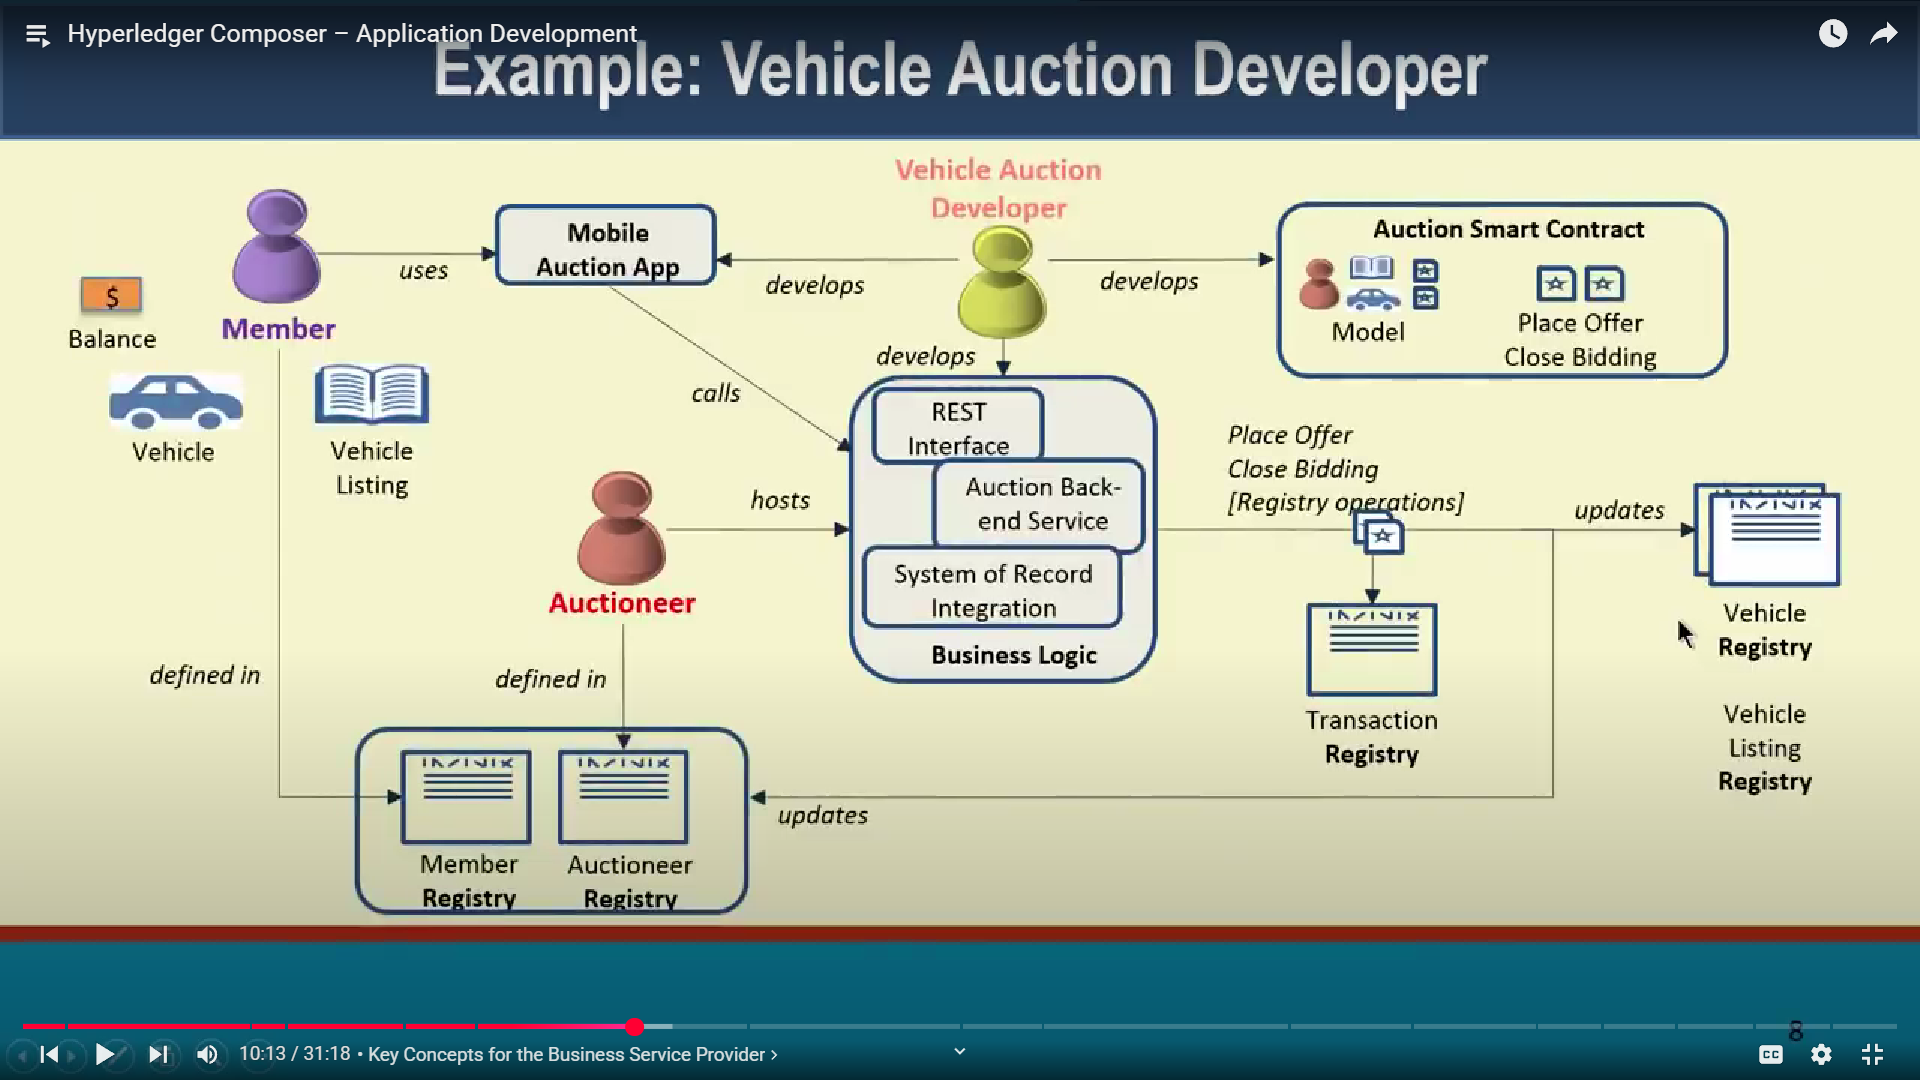 Hyperledger Composer – Application Development
Example: Vehicle Auction Developer
Vehicle Auction
Developer
Mobile
Auction App
uses
develops
develops
Auction Smart Contract
Model
Place Offer
Close Bidding
$
Balance
Member
Vehicle
Vehicle
Listing
calls
develops
REST
Interface
Auction Back-
end Service
System of Record
Integration
Business Logic
hosts
Auctioneer
Place Offer
Close Bidding
[Registry operations]
updates
Vehicle
Registry
Vehicle
Listing
Registry
Transaction
Registry
defined in
defined in
updates
Member
Registry
Auctioneer
Registry
8
10:13 / 31:18 • Key Concepts for the Business Service Provider ›
CC